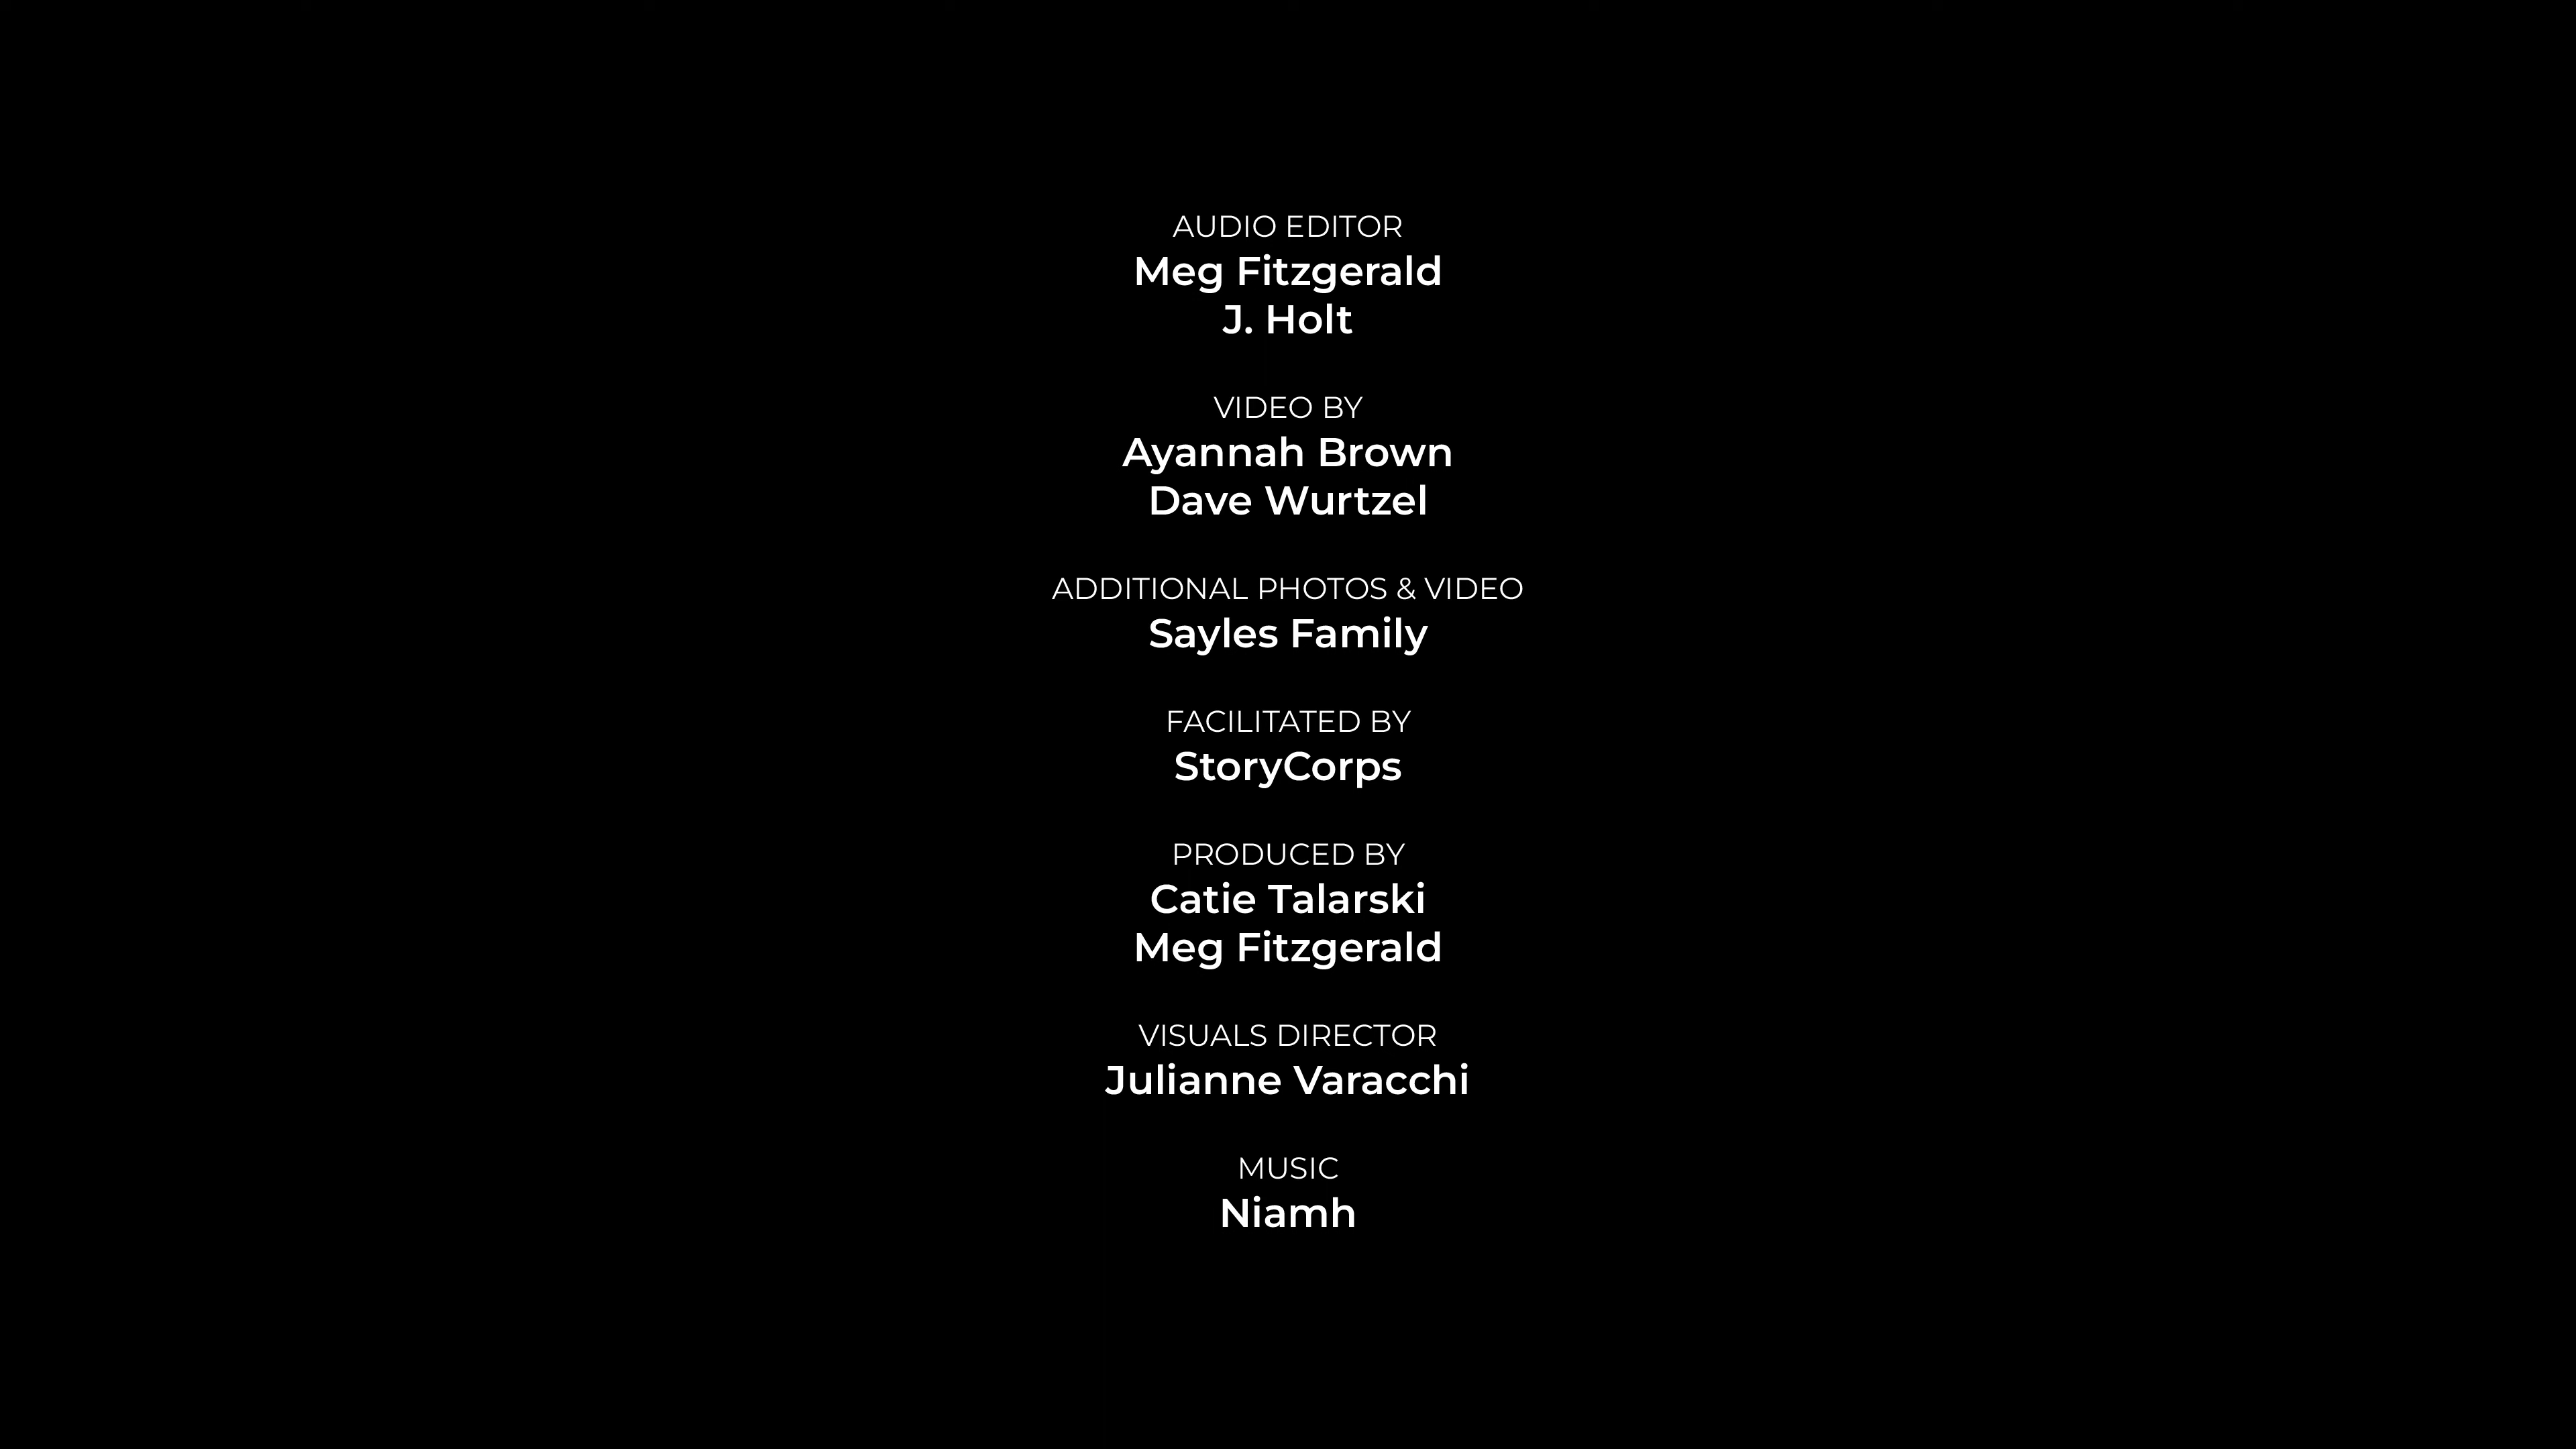 AUDIO EDITOR
Meg Fitzgerald
J. Holt
VIDEO BY
Ayannah Brown
Dave Wurtzel
ADDITIONAL PHOTOS & VIDEO
Sayles Family
FACILITATED BY
StoryCorps
PRODUCED BY
Catie Talarski
Meg Fitzgerald
VISUALS DIRECTOR
Julianne Varacchi
MUSIC
Niamh